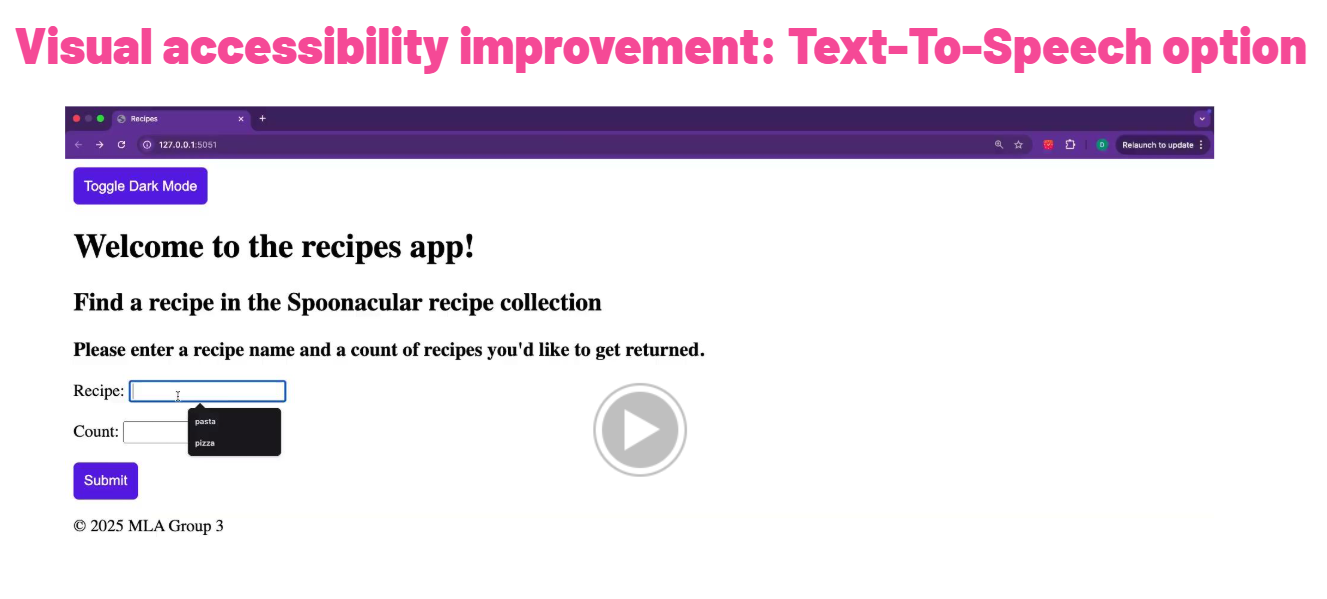 Visual accessibility improvement: Text-To-Speech option
Recipes
127.0.0.1:5051
D
Relaunch to update
Toggle Dark Mode
Welcome to the recipes app!
Find a recipe in the Spoonacular recipe collection
Please enter a recipe name and a count of recipes you'd like to get returned.
Recipe:
pasta
Count:
pizza
Submit
© 2025 MLA Group 3